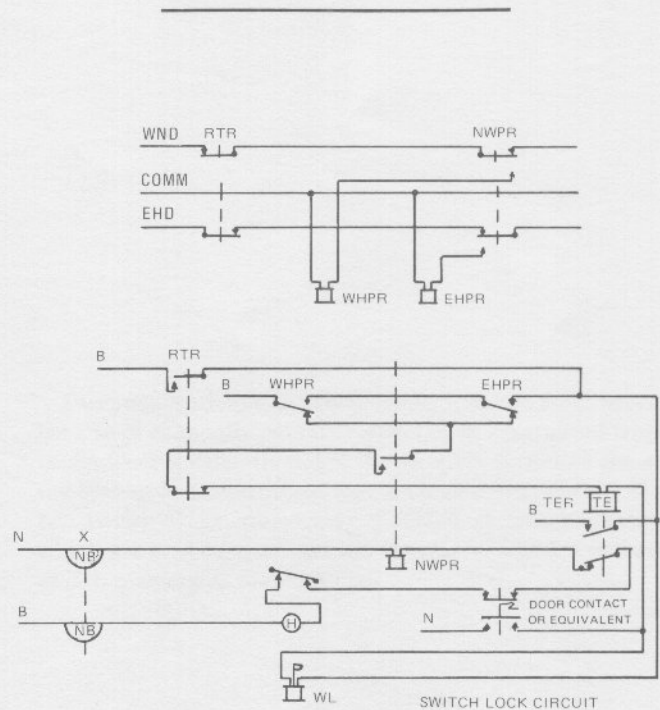 WND RTR NWPR
COMM
EHD
WHPR EHPR
B RTR
B WHPR EHPR
TER TE
B
N X
NB NWPR
B DOOR CONTACT
NB H N OR EQUIVALENT
WL SWITCH LOCK CIRCUIT